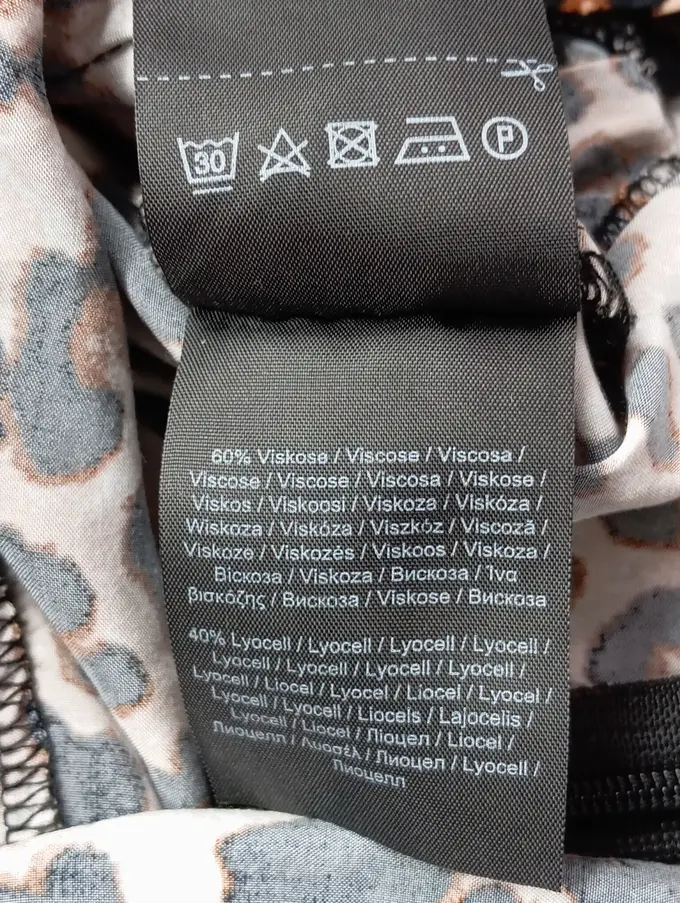 30
P
60% Viskose / Viscose / Viscosa /
Viscose / Viscose / Viscosa / Viskose /
Viskos / Viskoosi / Viskoza / Viskóza /
Wiskoza / Viskóza / Viszkóz / Viscoză /
Viskoze / Viskozės / Viskoos / Viskoza /
Віскоза / Viskoza / Вискоза / Ίνα
βισκόζης / Вискоза / Viskose / Вискоза
40% Lyocell / Lyocell / Lyocell / Lyocell /
Lyocell / Lyocell / Lyocell / Lyocell /
Lyocell / Liocel / Lyocel / Liocel / Lyocel /
Lyocell / Lyocell / Liocels / Lajocelis /
Lyocell / Liocel / Лиоцел / Liocel /
Лиоцелл / Λυοσέλ / Лиоцел / Lyocell /
Лиоцелл